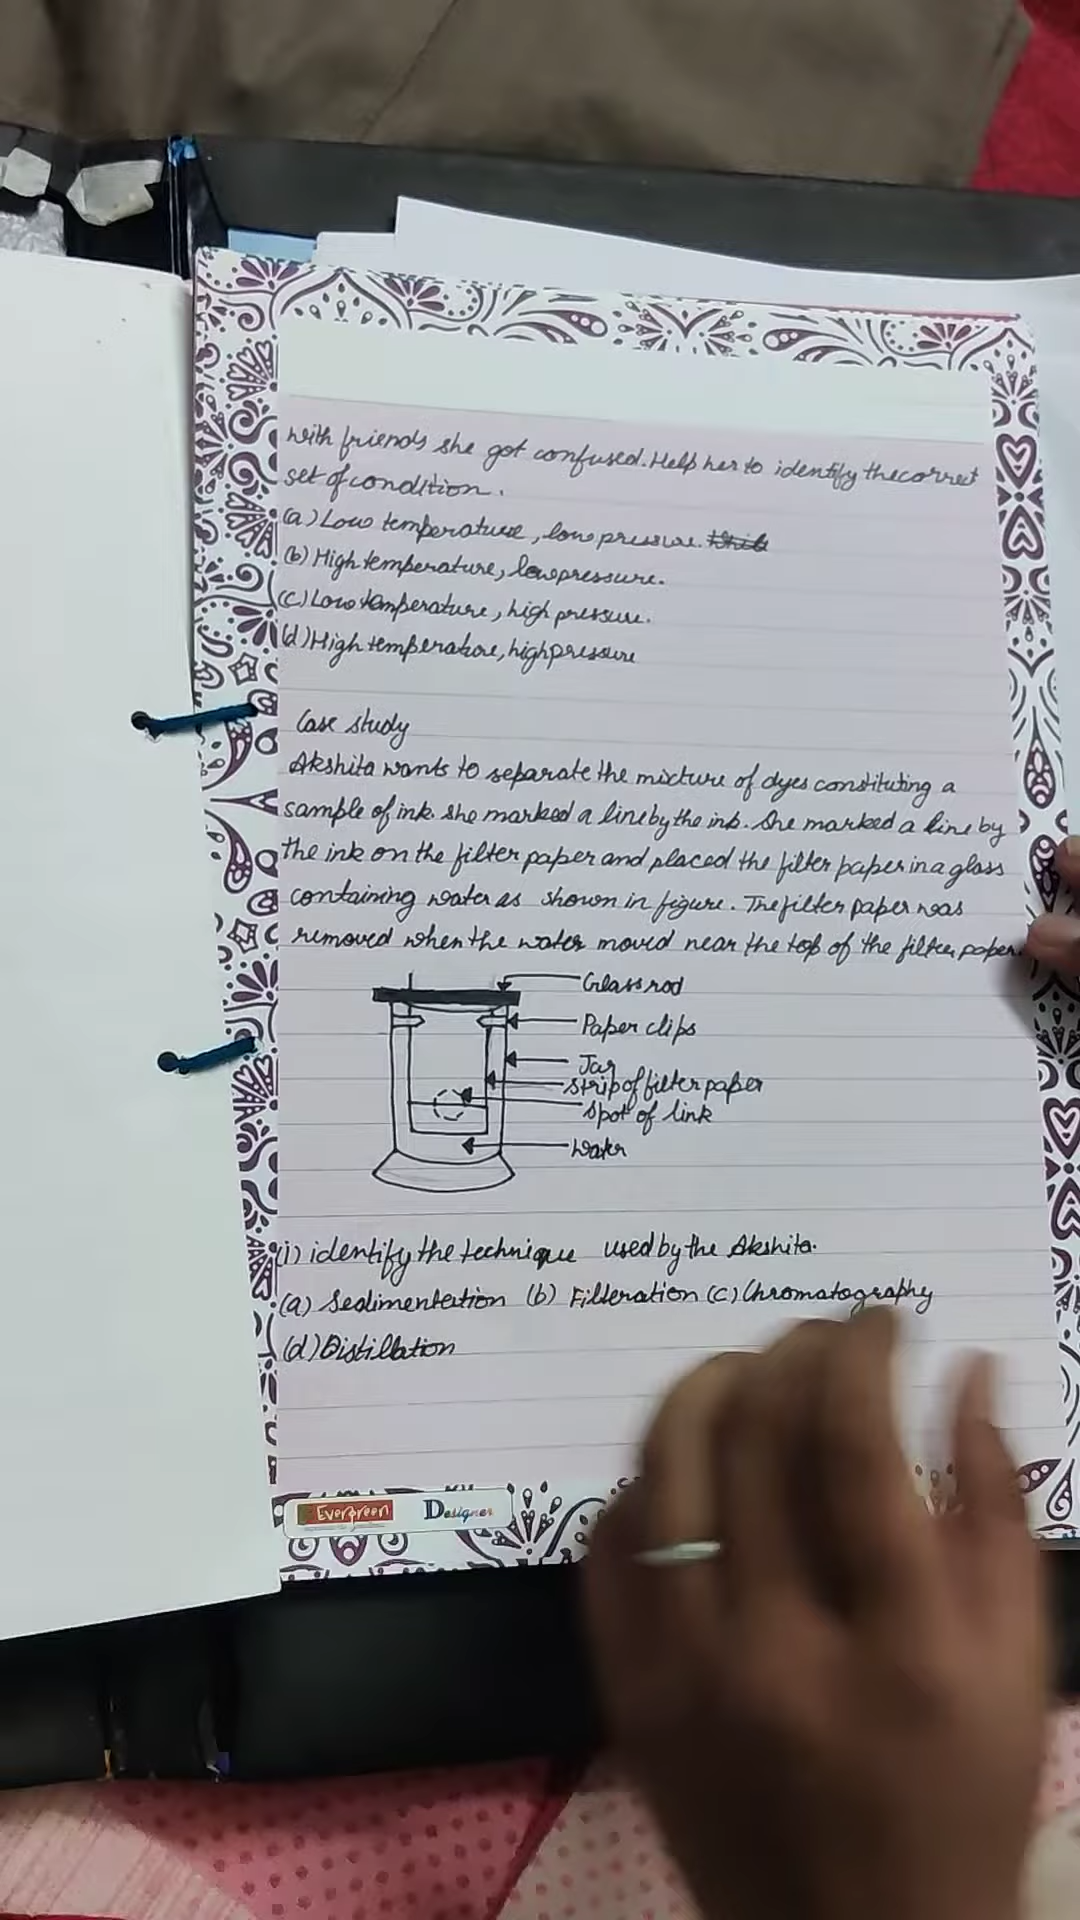 with friends she got confused. Help her to identify the correct
set of condition.
(a) Low temperature, low pressure.
(b) High temperature, low pressure.
(c) Low temperature, high pressure.
(d) High temperature, high pressure
Case study
Akshita wants to separate the mixture of dyes constituting a
sample of ink. She marked a line by the ink. She marked a line by
the ink on the filter paper and placed the filter paper in a glass
containing water as shown in figure. The filter paper was
removed when the water moved near the top of the filter paper.
Glass rod
Paper clips
Jar
Strip of filter paper
Spot of link
Water
(i) identify the technique used by the Akshita.
(a) Sedimentation (b) Filteration (c) Chromatography
(d) Distillation
Evergreen Designer